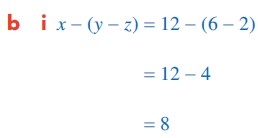 b i x – (y – z) = 12 – (6 – 2)
= 12 – 4
= 8